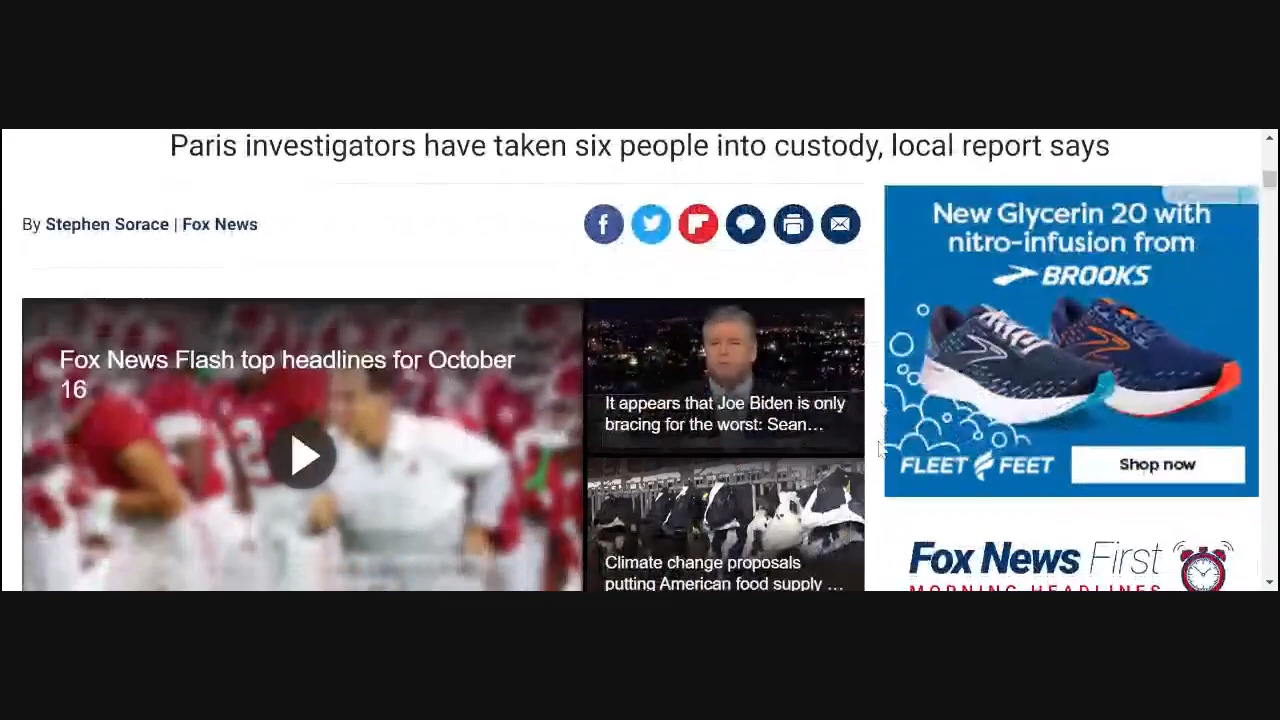 Paris investigators have taken six people into custody, local report says
By Stephen Sorace | Fox News
Fox News Flash top headlines for October
16
It appears that Joe Biden is only
bracing for the worst: Sean...
Climate change proposals
putting American food supply ...
New Glycerin 20 with
nitro-infusion from
BROOKS
FLEET FEET
Shop now
Fox News First
MORNING HEADLINES